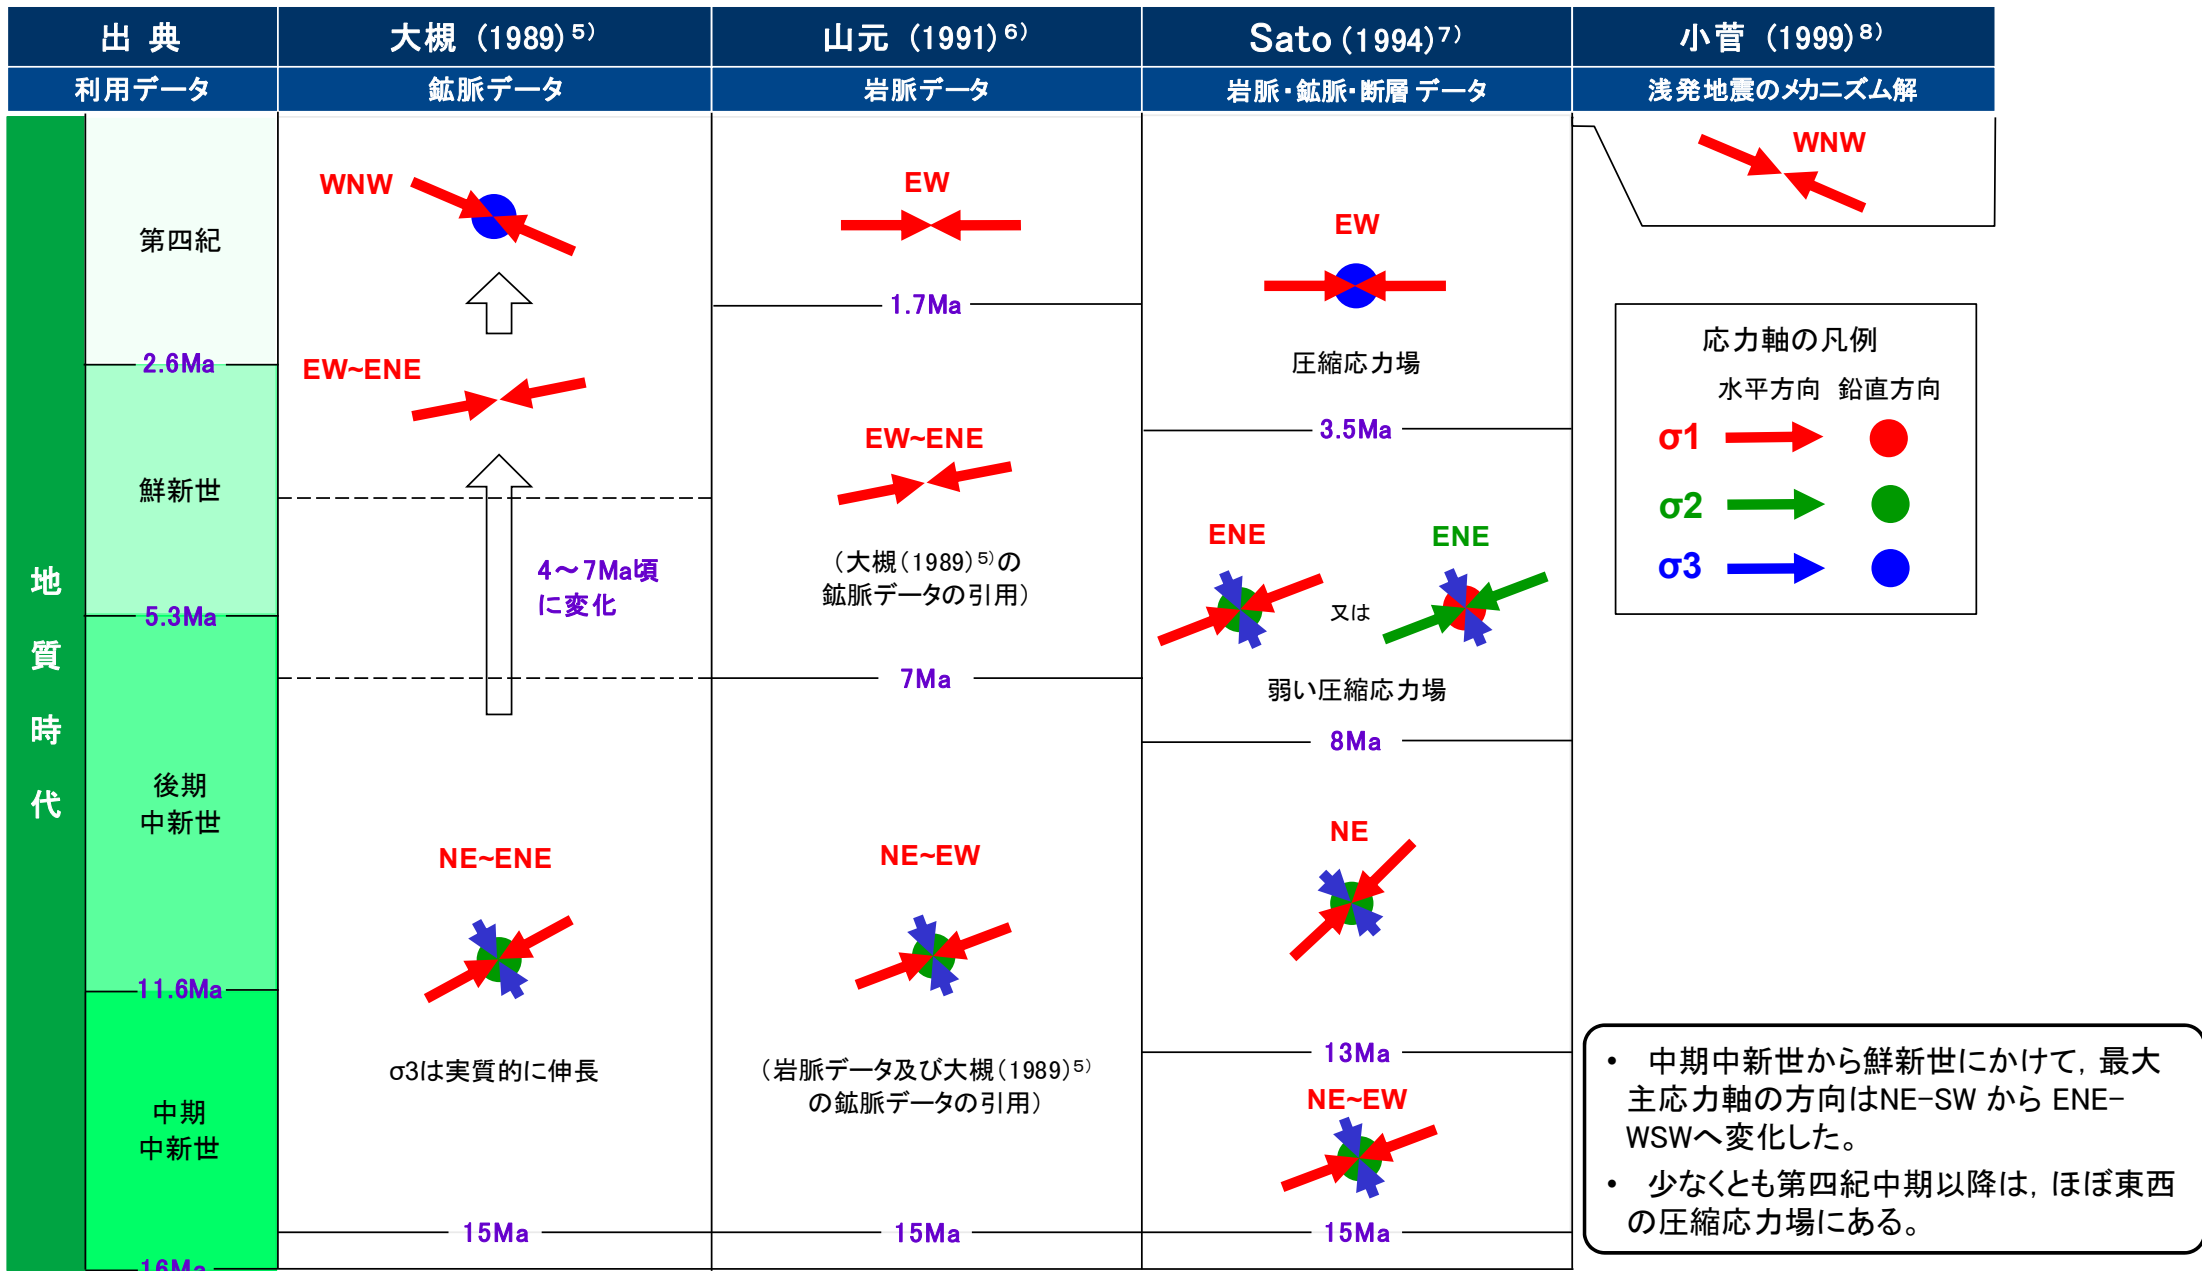 出 典
大槻 (1989)5)
山元 (1991)6)
Sato (1994)7)
小菅 (1999)8)
利用データ
鉱脈データ
岩脈データ
岩脈・鉱脈・断層 データ
浅発地震のメカニズム解
地質時代
第四紀
2.6Ma
鮮新世
5.3Ma
後期
中新世
11.6Ma
中期
中新世
16Ma
WNW
EW~ENE
4～7Ma頃
に変化
NE~ENE
σ3は実質的に伸長
15Ma
EW
1.7Ma
EW~ENE
(大槻(1989)5)の
鉱脈データの引用)
7Ma
NE~EW
(岩脈データ及び大槻(1989)5)
の鉱脈データの引用)
15Ma
EW
圧縮応力場
3.5Ma
ENE
又は
ENE
弱い圧縮応力場
8Ma
NE
13Ma
NE~EW
15Ma
WNW
応力軸の凡例
水平方向 鉛直方向
σ1
σ2
σ3
• 中期中新世から鮮新世にかけて, 最大
主応力軸の方向はNE-SW から ENE-
WSWへ変化した。
• 少なくとも第四紀中期以降は, ほぼ東西
の圧縮応力場にある。